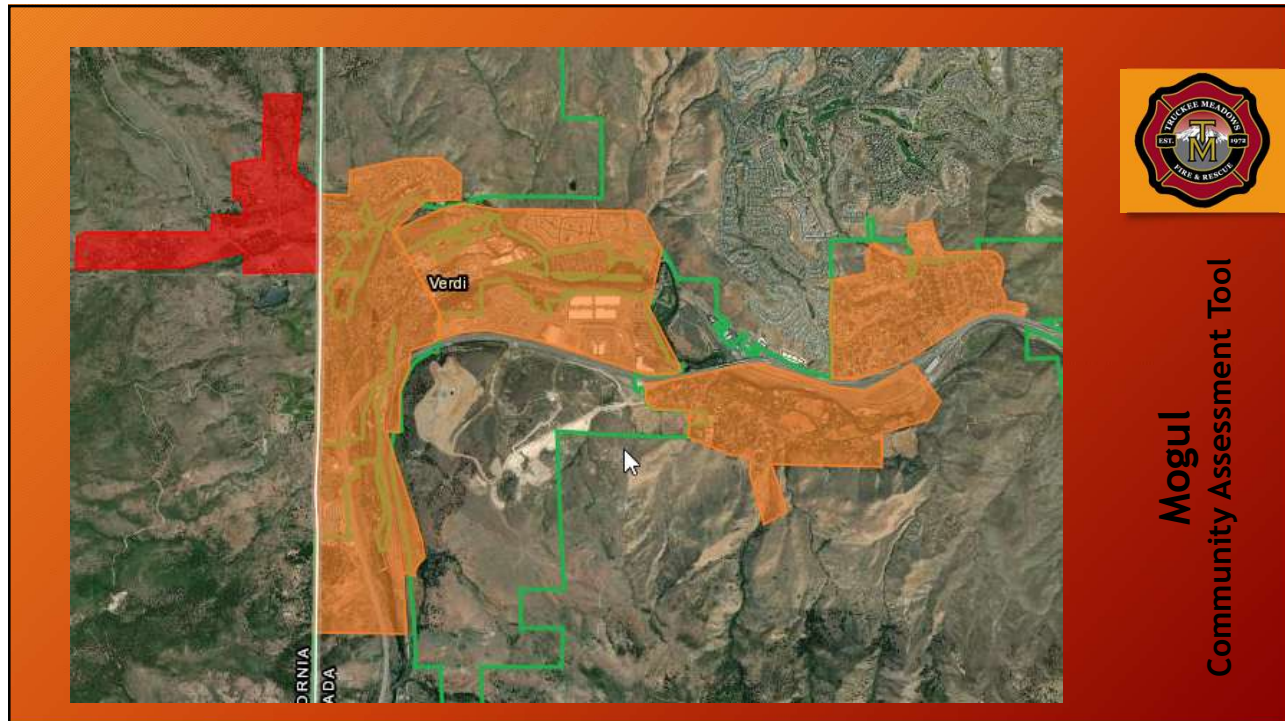 Verdi
ORNIA
ADA
TRUCKEE MEADOWS
EST. 1972
TM
FIRE & RESCUE
Mogul
Community Assessment Tool